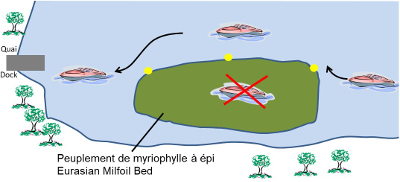 Quai
Dock
Peuplement de myriophylle à épi
Eurasian Milfoil Bed